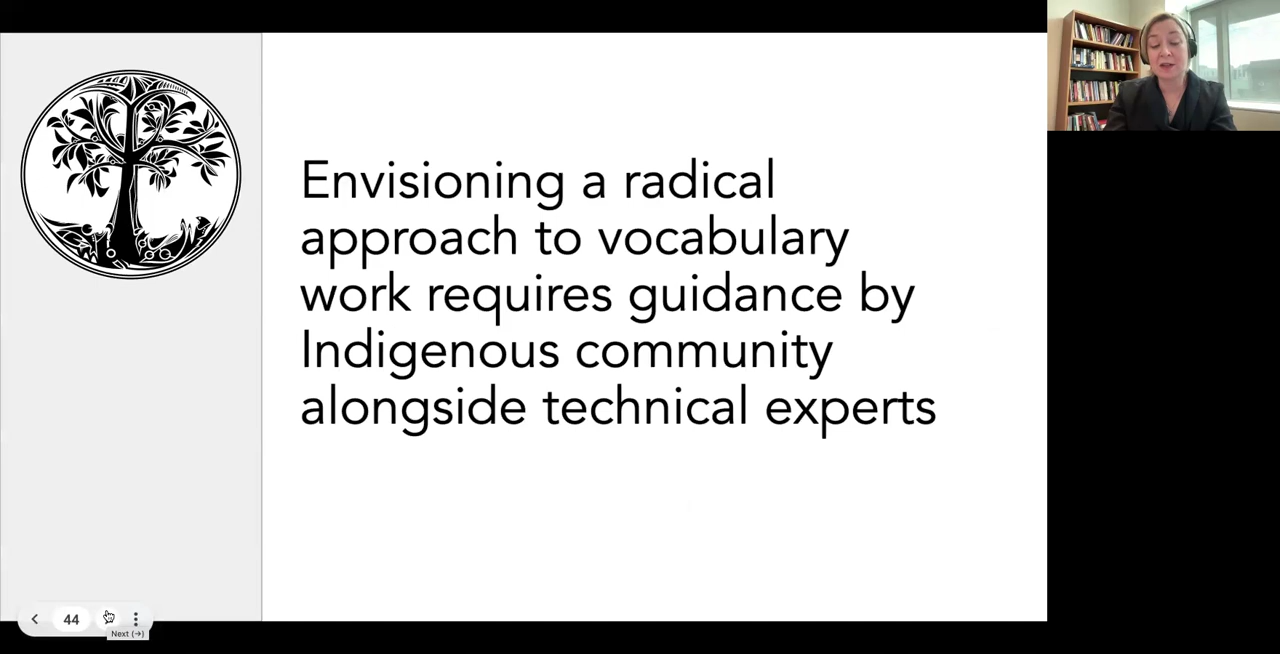 Envisioning a radical
approach to vocabulary
work requires guidance by
Indigenous community
alongside technical experts
44
Next (→)